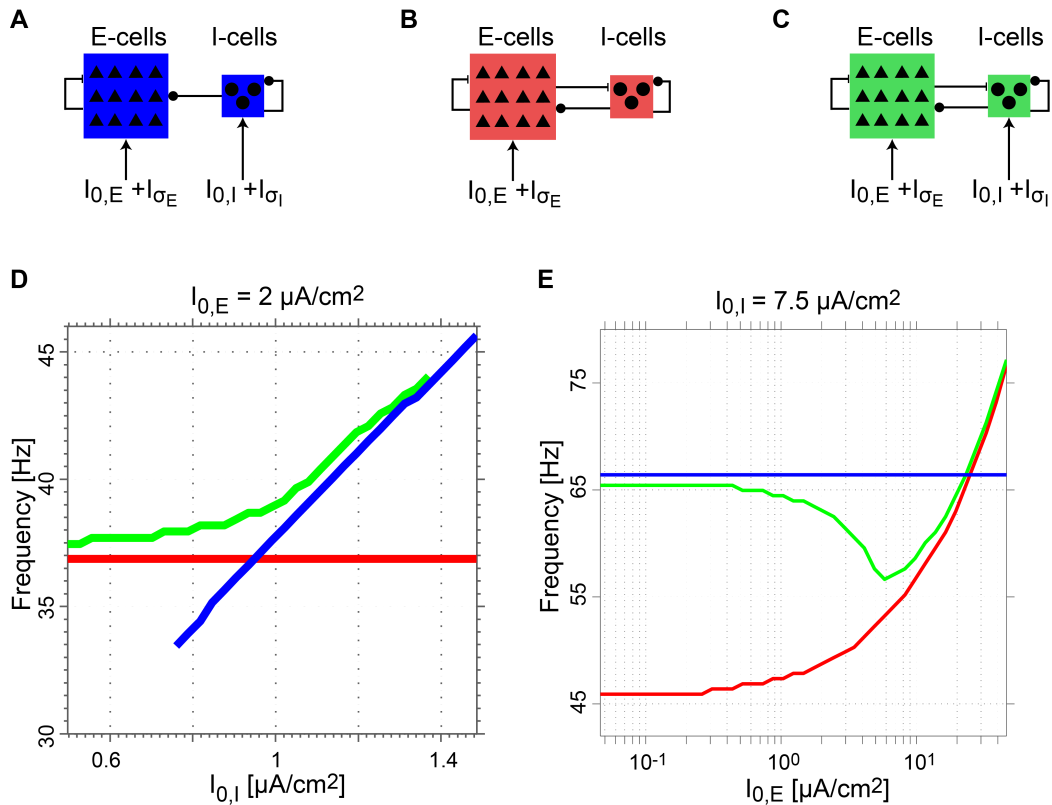 A
B
C
E-cells I-cells
E-cells I-cells
E-cells I-cells
I0,E +IσE
I0,I +IσI
I0,E +IσE
I0,E +IσE
I0,I +IσI
D
I0,E = 2 µA/cm2
45
40
35
30
Frequency [Hz]
0.6 1 1.4
I0,I [µA/cm2]
E
I0,I = 7.5 µA/cm2
75
65
55
45
Frequency [Hz]
10-1 100 101
I0,E [µA/cm2]